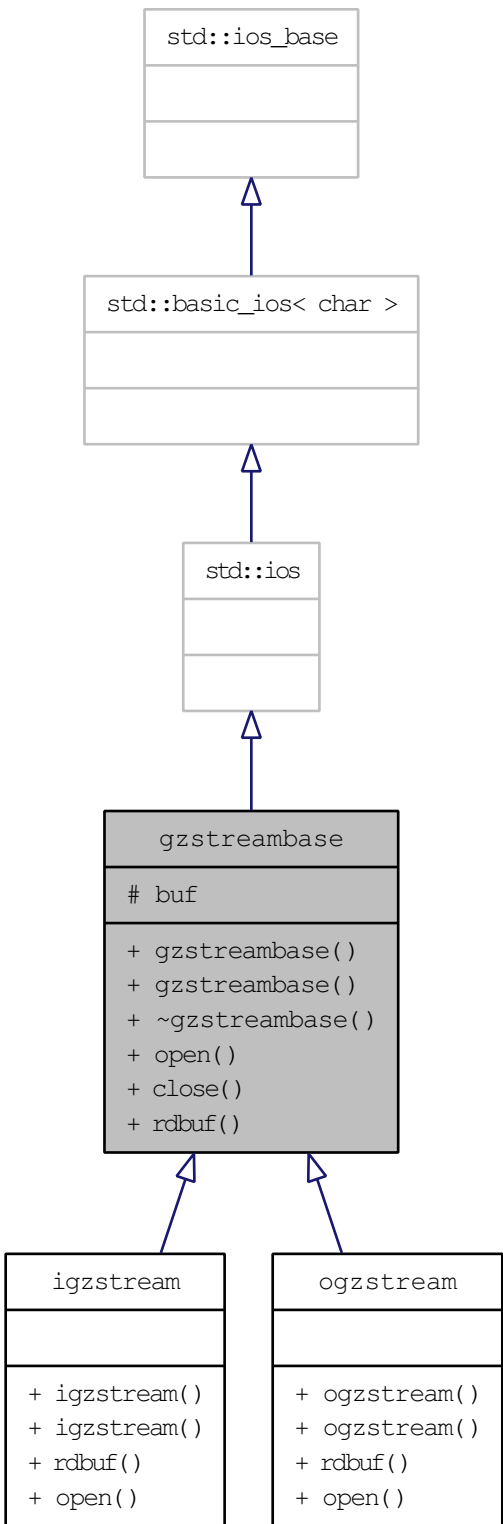 std::ios_base
std::basic_ios< char >
std::ios
gzstreambase
# buf
+ gzstreambase()
+ gzstreambase()
+ ~gzstreambase()
+ open()
+ close()
+ rdbuf()
igzstream
+ igzstream()
+ igzstream()
+ rdbuf()
+ open()
ogzstream
+ ogzstream()
+ ogzstream()
+ rdbuf()
+ open()